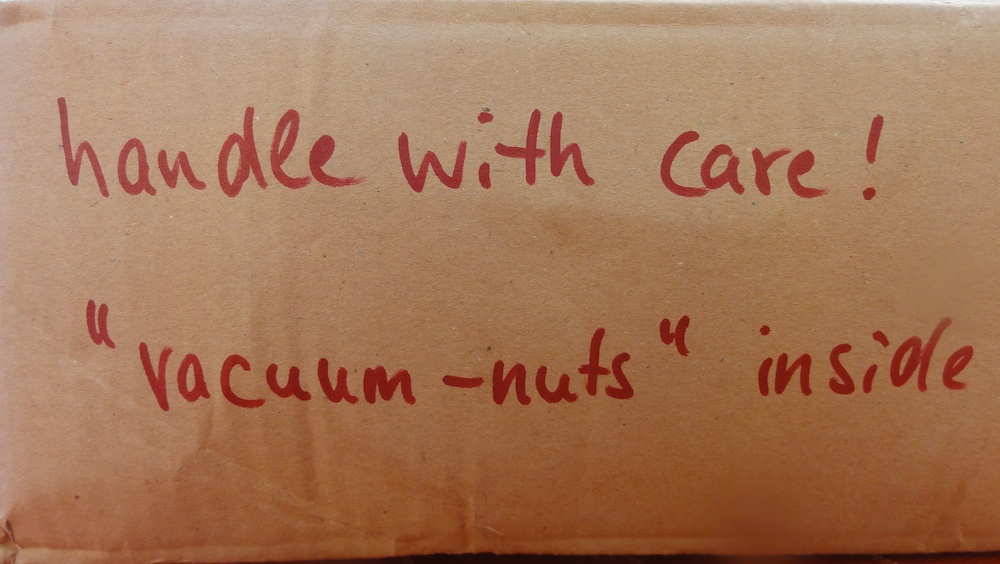 handle with care!
"vacuum-nuts" inside